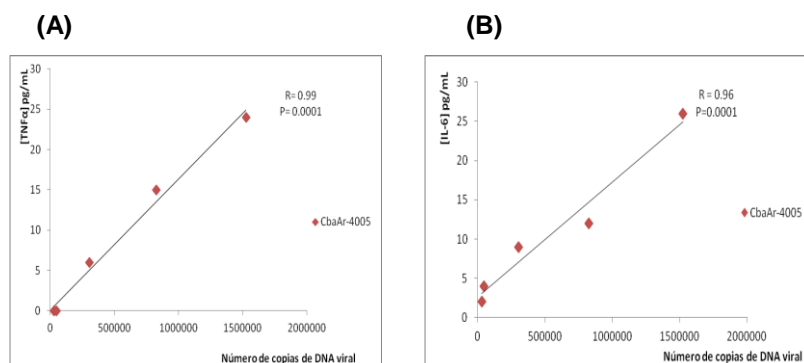 (A)
(B)
[TNFα] pg/mL
30
25
20
15
10
5
0
R= 0.99
P= 0.0001
CbaAr-4005
0
500000
1000000
1500000
2000000
Número de copias de DNA viral
[IL-6] pg/mL
30
25
20
15
10
5
0
R = 0.96
P=0.0001
CbaAr-4005
0
500000
1000000
1500000
2000000
Número de copias de DNA viral